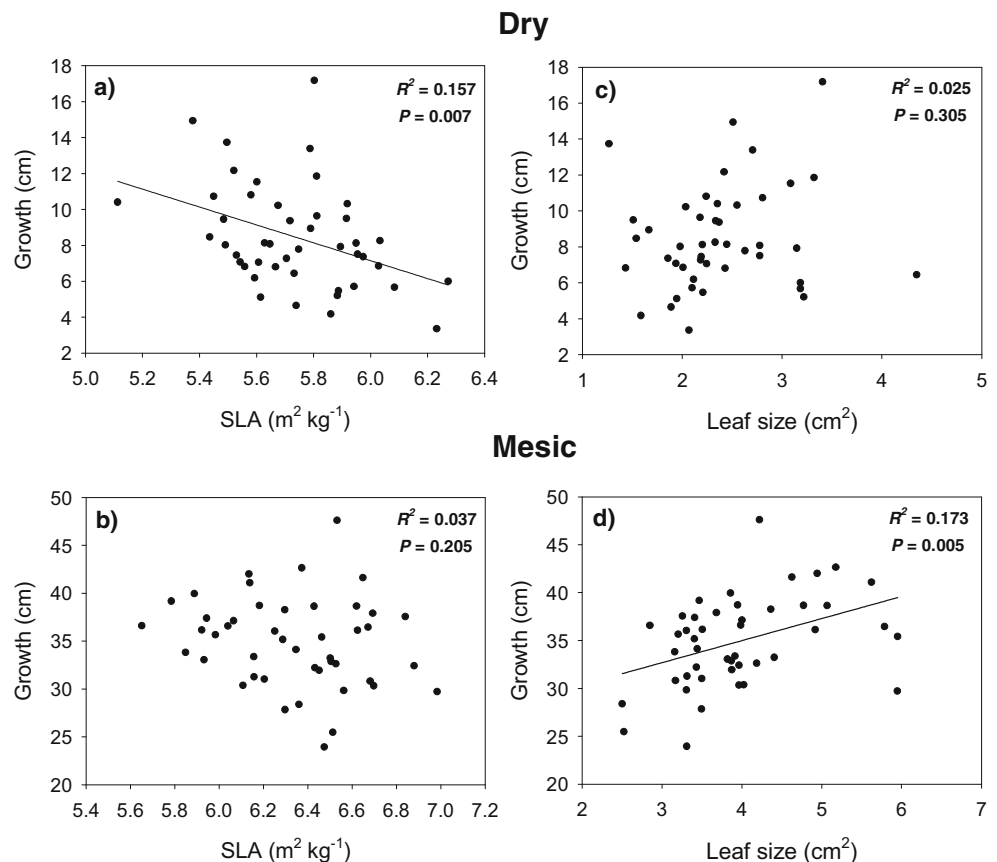 Dry
a)
R² = 0.157
P = 0.007
Growth (cm)
18
16
14
12
10
8
6
4
2
5.0 5.2 5.4 5.6 5.8 6.0 6.2 6.4
SLA (m² kg⁻¹)
c)
R² = 0.025
P = 0.305
Growth (cm)
18
16
14
12
10
8
6
4
2
1 2 3 4 5
Leaf size (cm²)
Mesic
b)
R² = 0.037
P = 0.205
Growth (cm)
50
45
40
35
30
25
20
5.4 5.6 5.8 6.0 6.2 6.4 6.6 6.8 7.0 7.2
SLA (m² kg⁻¹)
d)
R² = 0.173
P = 0.005
Growth (cm)
50
45
40
35
30
25
20
2 3 4 5 6 7
Leaf size (cm²)